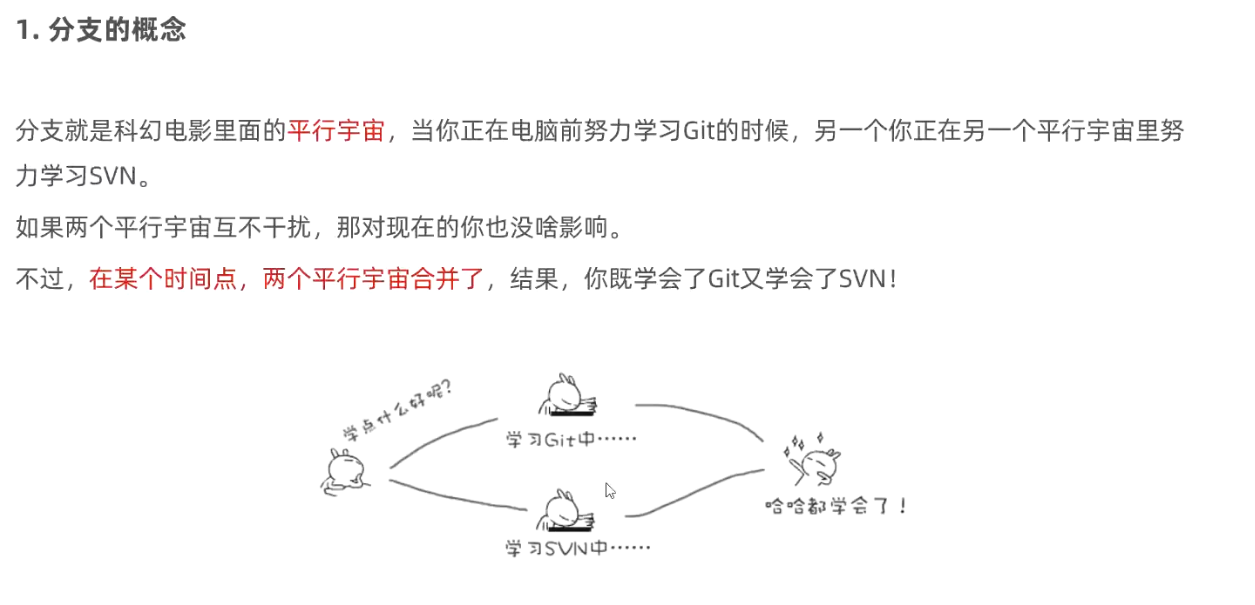 1. 分支的概念
分支就是科幻电影里面的平行宇宙，当你正在电脑前努力学习Git的时候，另一个你正在另一个平行宇宙里努
力学习SVN。
如果两个平行宇宙互不干扰，那对现在的你也没啥影响。
不过，在某个时间点，两个平行宇宙合并了，结果，你既学会了Git又学会了SVN！
学点什么好呢？
学习Git中……
哈哈都学会了！
学习SVN中……